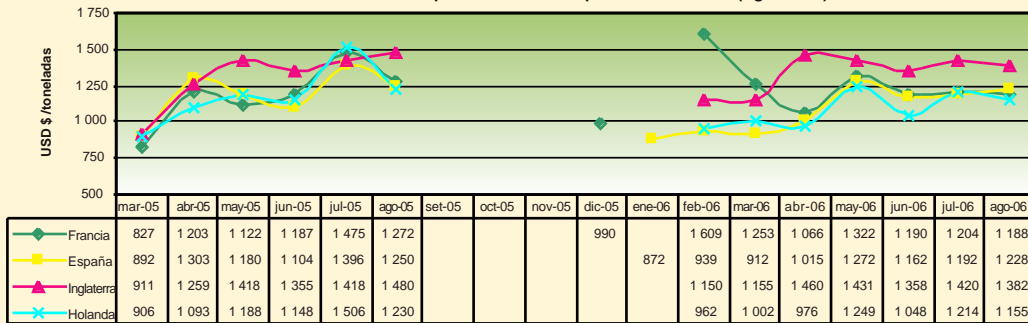 1 750
1 500
1 250
1 000
750
500
USD $ /toneladas
mar-05 abr-05 may-05 jun-05 jul-05 ago-05 set-05 oct-05 nov-05 dic-05 ene-06 feb-06 mar-06 abr-06 may-06 jun-06 jul-06 ago-06
Francia 827 1 203 1 122 1 187 1 475 1 272 990 1 609 1 253 1 066 1 322 1 190 1 204 1 188
España 892 1 303 1 180 1 104 1 396 1 250 872 939 912 1 015 1 272 1 162 1 192 1 228
Inglaterra 911 1 259 1 418 1 355 1 418 1 480 1 150 1 155 1 460 1 431 1 358 1 420 1 382
Holanda 906 1 093 1 188 1 148 1 506 1 230 962 1 002 976 1 249 1 048 1 214 1 155